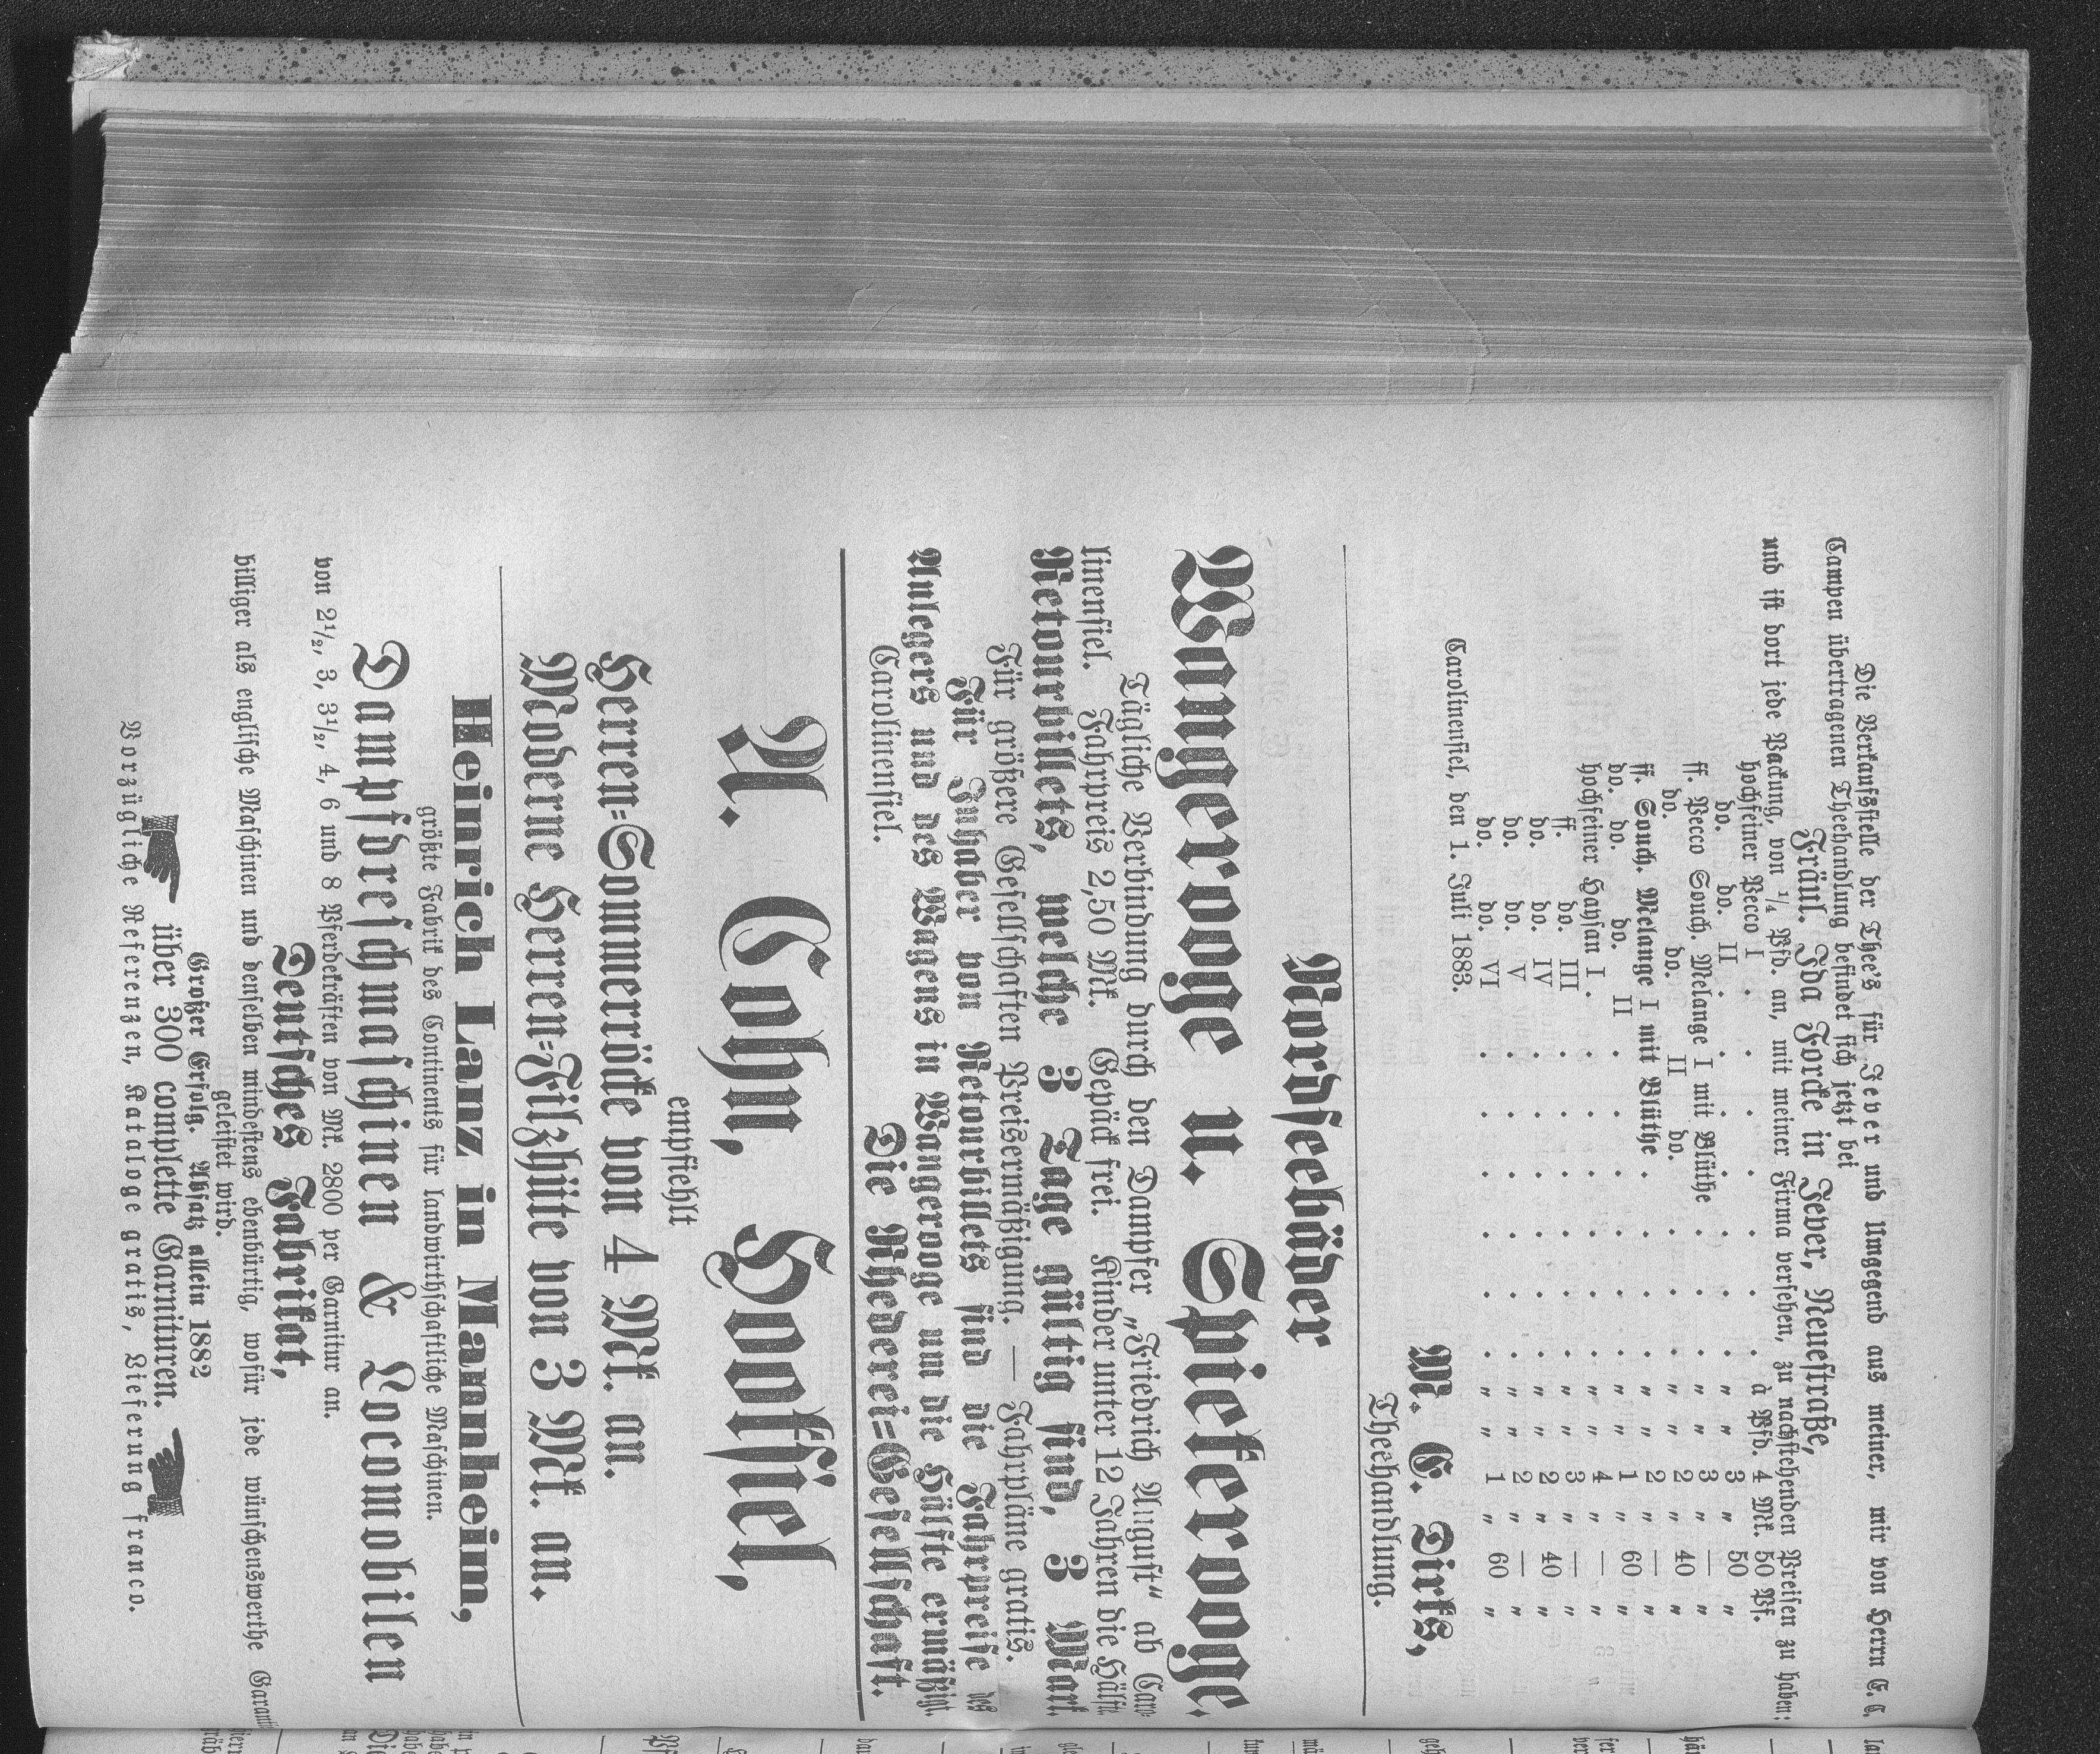 Die Verkaufsstelle der Thee's für Jever und Umgegend aus meiner, mir von Herrn E. C.
Campen übertragenen Theehandlung befindet sich jetzt bei
Fräul. Ida Forcke in Jever, Neuestraße,
und ist dort jede Packung, von ¼ Pfd. an, mit meiner Firma versehen, zu nachstehenden Preisen zu haben:
hochfeiner Pecco I . . . . . . à Pfd. 4 Mk. 50 Pf.
do. do. II . . . . . . „ „ 3 „ 50 „
ff. Pecco Souch. Melange I mit Blüthe . . . „ „ 3 „ — „
do. do. II do. . . . „ „ 2 „ 40 „
ff. Souch. Melange I mit Blüthe . . . . „ „ 2 „ — „
do. do. do. II . . . . . . „ „ 1 „ 60 „
hochfeiner Haysan I . . . . . . . „ „ 4 „ — „
ff. do. III . . . . . . „ „ 3 „ — „
do. do. IV . . . . . . „ „ 2 „ 40 „
do. do. V . . . . . . „ „ 2 „ — „
do. do. VI . . . . . . „ „ 1 „ 60 „
Carolinensiel, den 1. Juli 1883.
M. E. Dirks,
Theehandlung.
Nordseebäder
Wangerooge u. Spiekerooge.
Tägliche Verbindung durch den Dampfer „Friedrich August“ ab Caro-
linensiel. Fahrpreis 2,50 Mk. Gepäck frei. Kinder unter 12 Jahren die Hälfte.
Retourbillets, welche 3 Tage gültig sind, 3 Mark.
Für größere Gesellschaften Preisermäßigung. — Fahrpläne gratis.
Für Inhaber von Retourbillets sind die Fahrpreise des
Anlegers und des Wagens in Wangerooge um die Hälfte ermäßigt.
Carolinensiel. Die Rhederei-Gesellschaft.
A. Cohn, Hooksiel,
empfiehlt
Herren-Sommerröcke von 4 Mk. an.
Moderne Herren-Filzhüte von 3 Mk. an.
Heinrich Lanz in Mannheim,
größte Fabrik des Continents für landwirthschaftliche Maschinen.
Dampfdreschmaschinen & Locomobilen
von 2½, 3, 3½, 4, 6 und 8 Pferdekräften von Mk. 2800 per Garnitur an.
Deutsches Fabrikat,
billiger als englische Maschinen und denselben mindestens ebenbürtig, wofür jede wünschenswerthe Garantie
geleistet wird.
Großer Erfolg. Absatz allein 1882
über 300 complette Garnituren.
Vorzügliche Referenzen, Kataloge gratis, Lieferung franco.